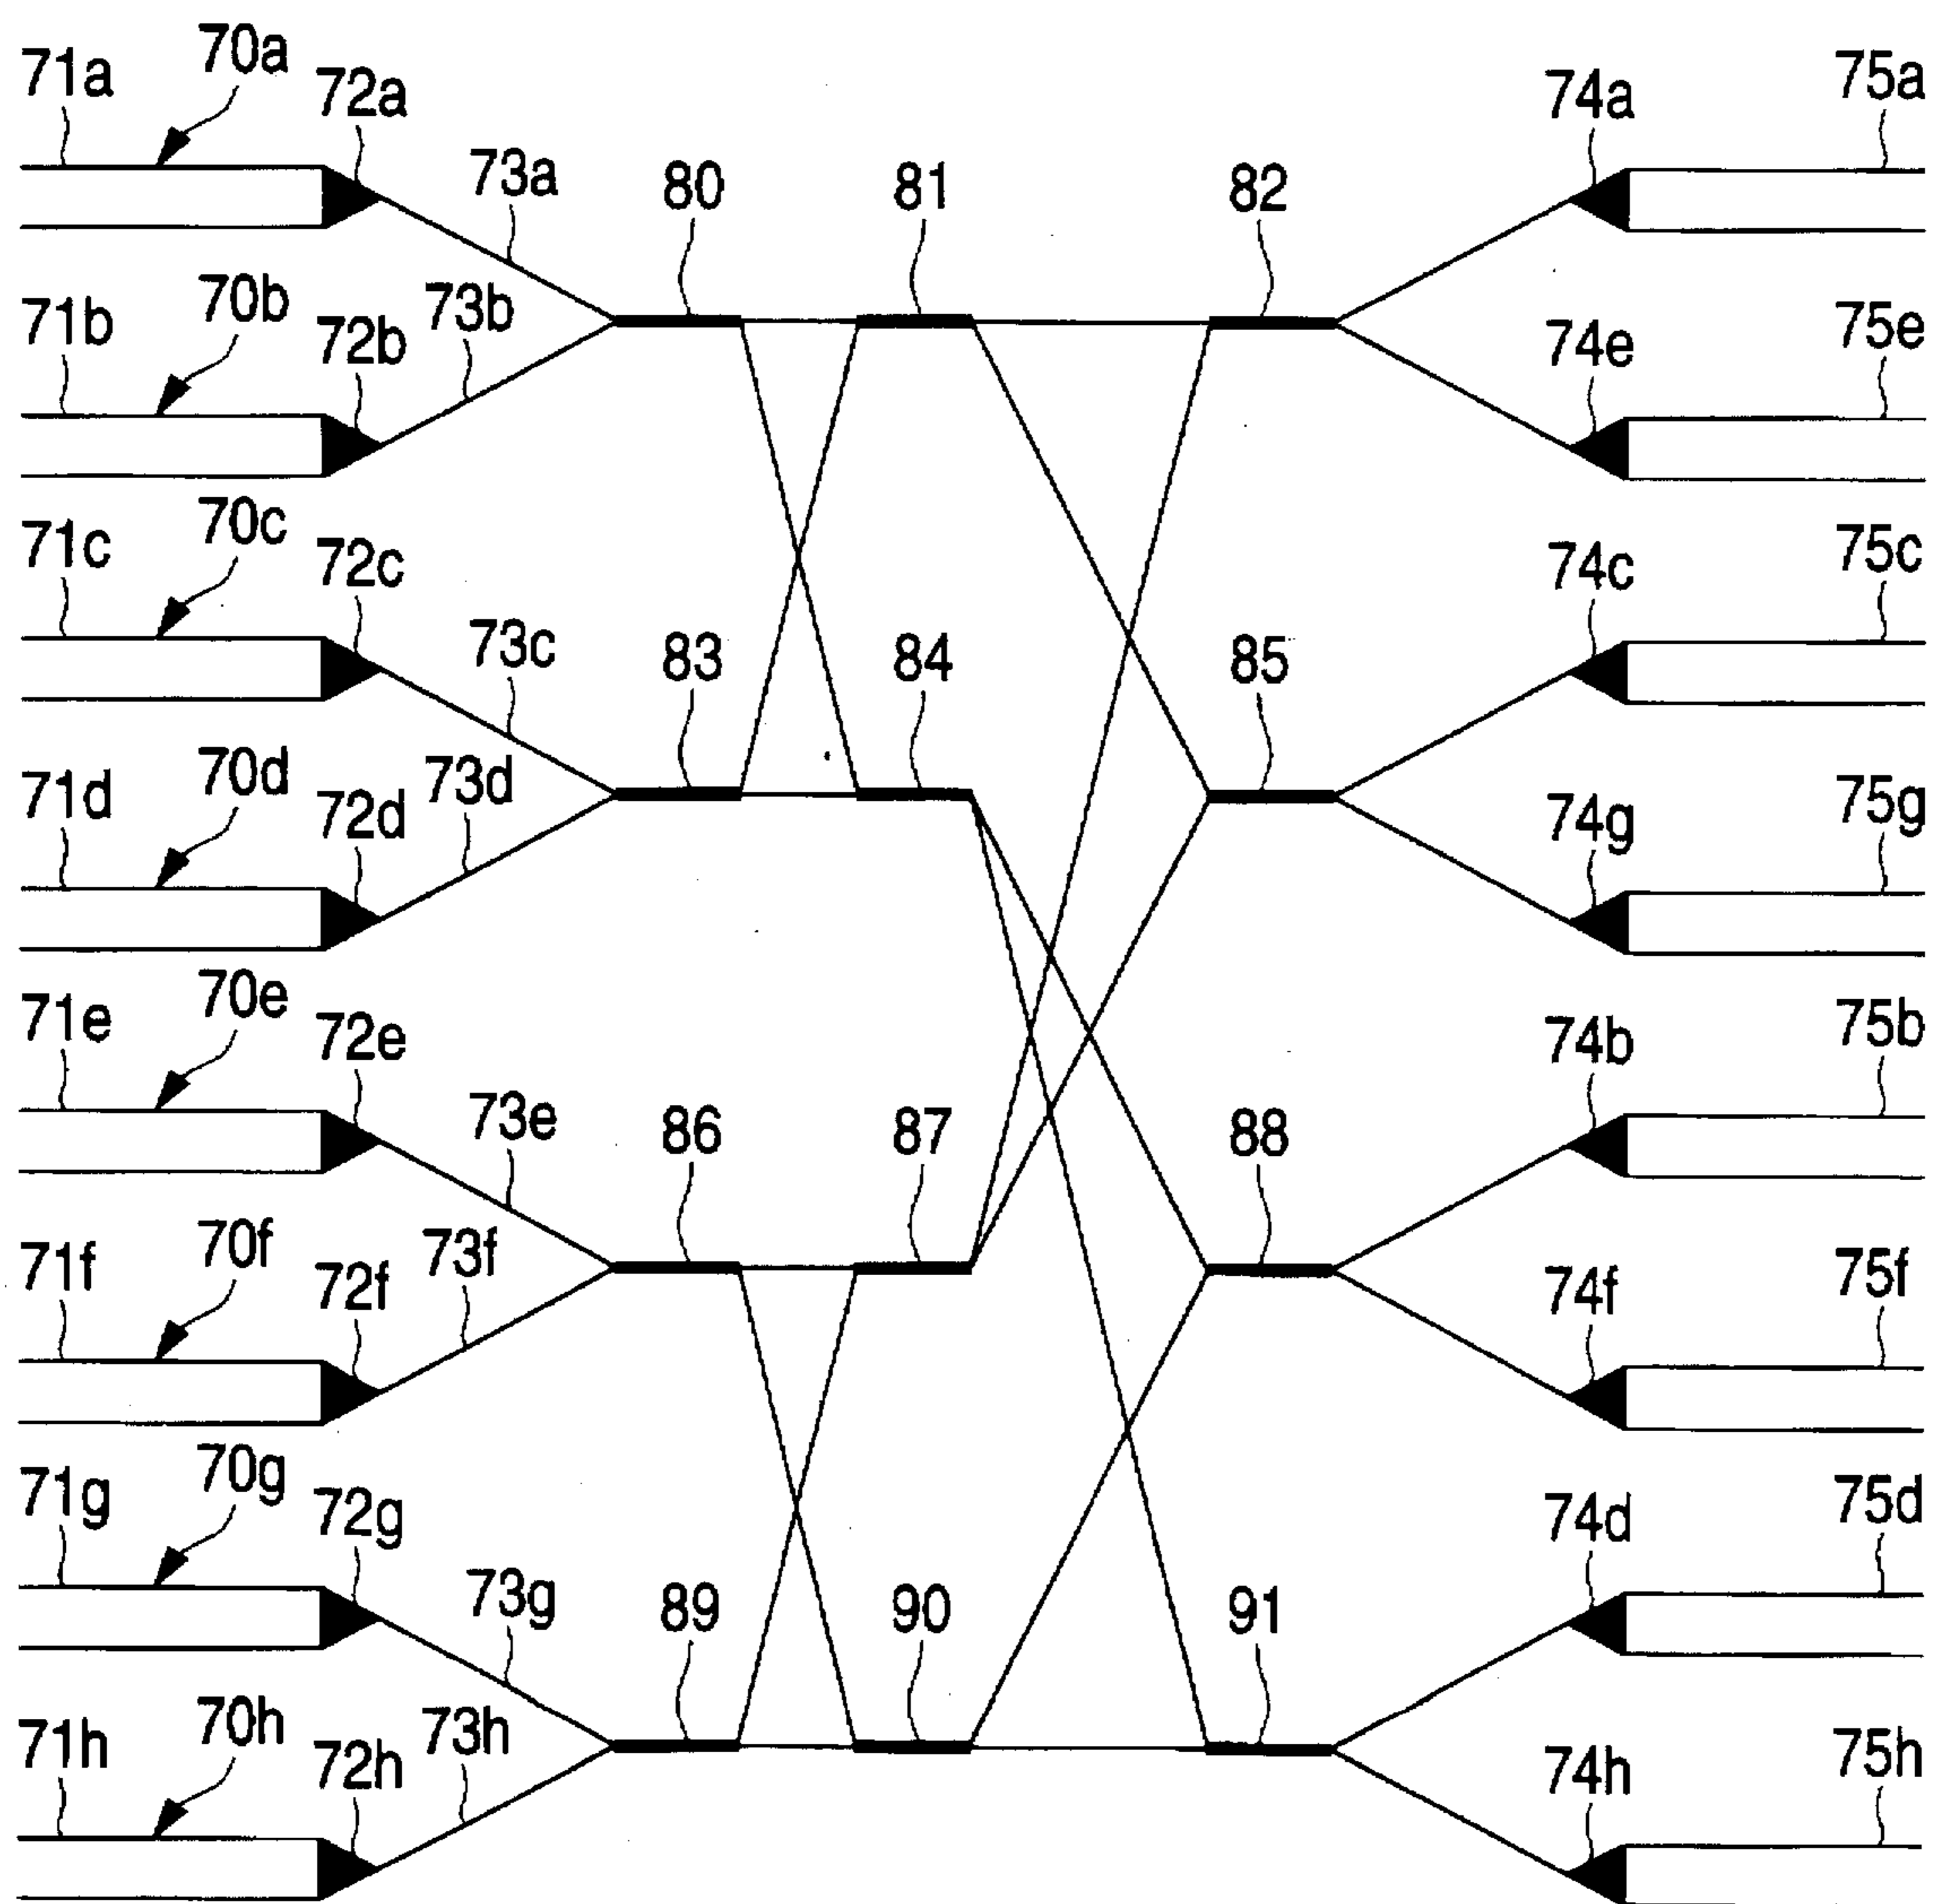 71a 70a 72a 74a 75a
73a 80 81 82
71b 70b 72b 73b 74e 75e
71c 70c 72c 74c 75c
73c 83 84 85
71d 70d 72d 73d 74g 75g
71e 70e 72e 74b 75b
73e 86 87 88
71f 70f 72f 73f 74f 75f
71g 70g 72g 74d 75d
73g 89 90 91
71h 70h 72h 73h 74h 75h